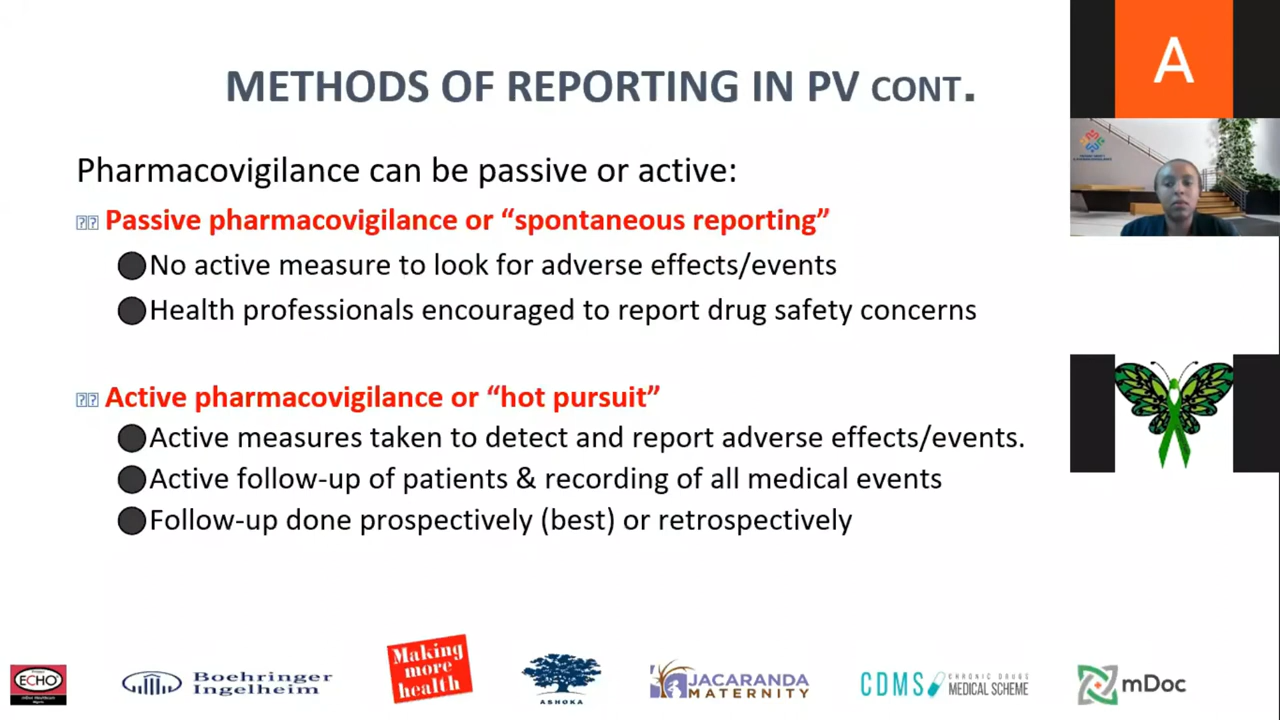 METHODS OF REPORTING IN PV CONT.
Pharmacovigilance can be passive or active:
Passive pharmacovigilance or “spontaneous reporting”
No active measure to look for adverse effects/events
Health professionals encouraged to report drug safety concerns
Active pharmacovigilance or “hot pursuit”
Active measures taken to detect and report adverse effects/events.
Active follow-up of patients & recording of all medical events
Follow-up done prospectively (best) or retrospectively
A
ECHO
Boehringer
Ingelheim
Making
more
health
ASHOKA
JACARANDA
MATERNITY
CDMS
CHRONIC DRUGS
MEDICAL SCHEME
mDoc